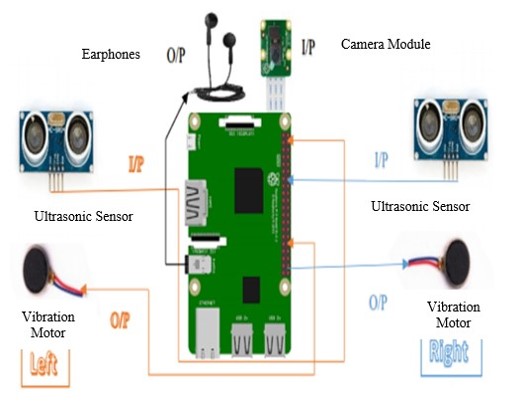 Earphones
O/P
I/P
Camera Module
I/P
I/P
Ultrasonic Sensor
Ultrasonic Sensor
Vibration
Motor
O/P
O/P
Vibration
Motor
Left
Right